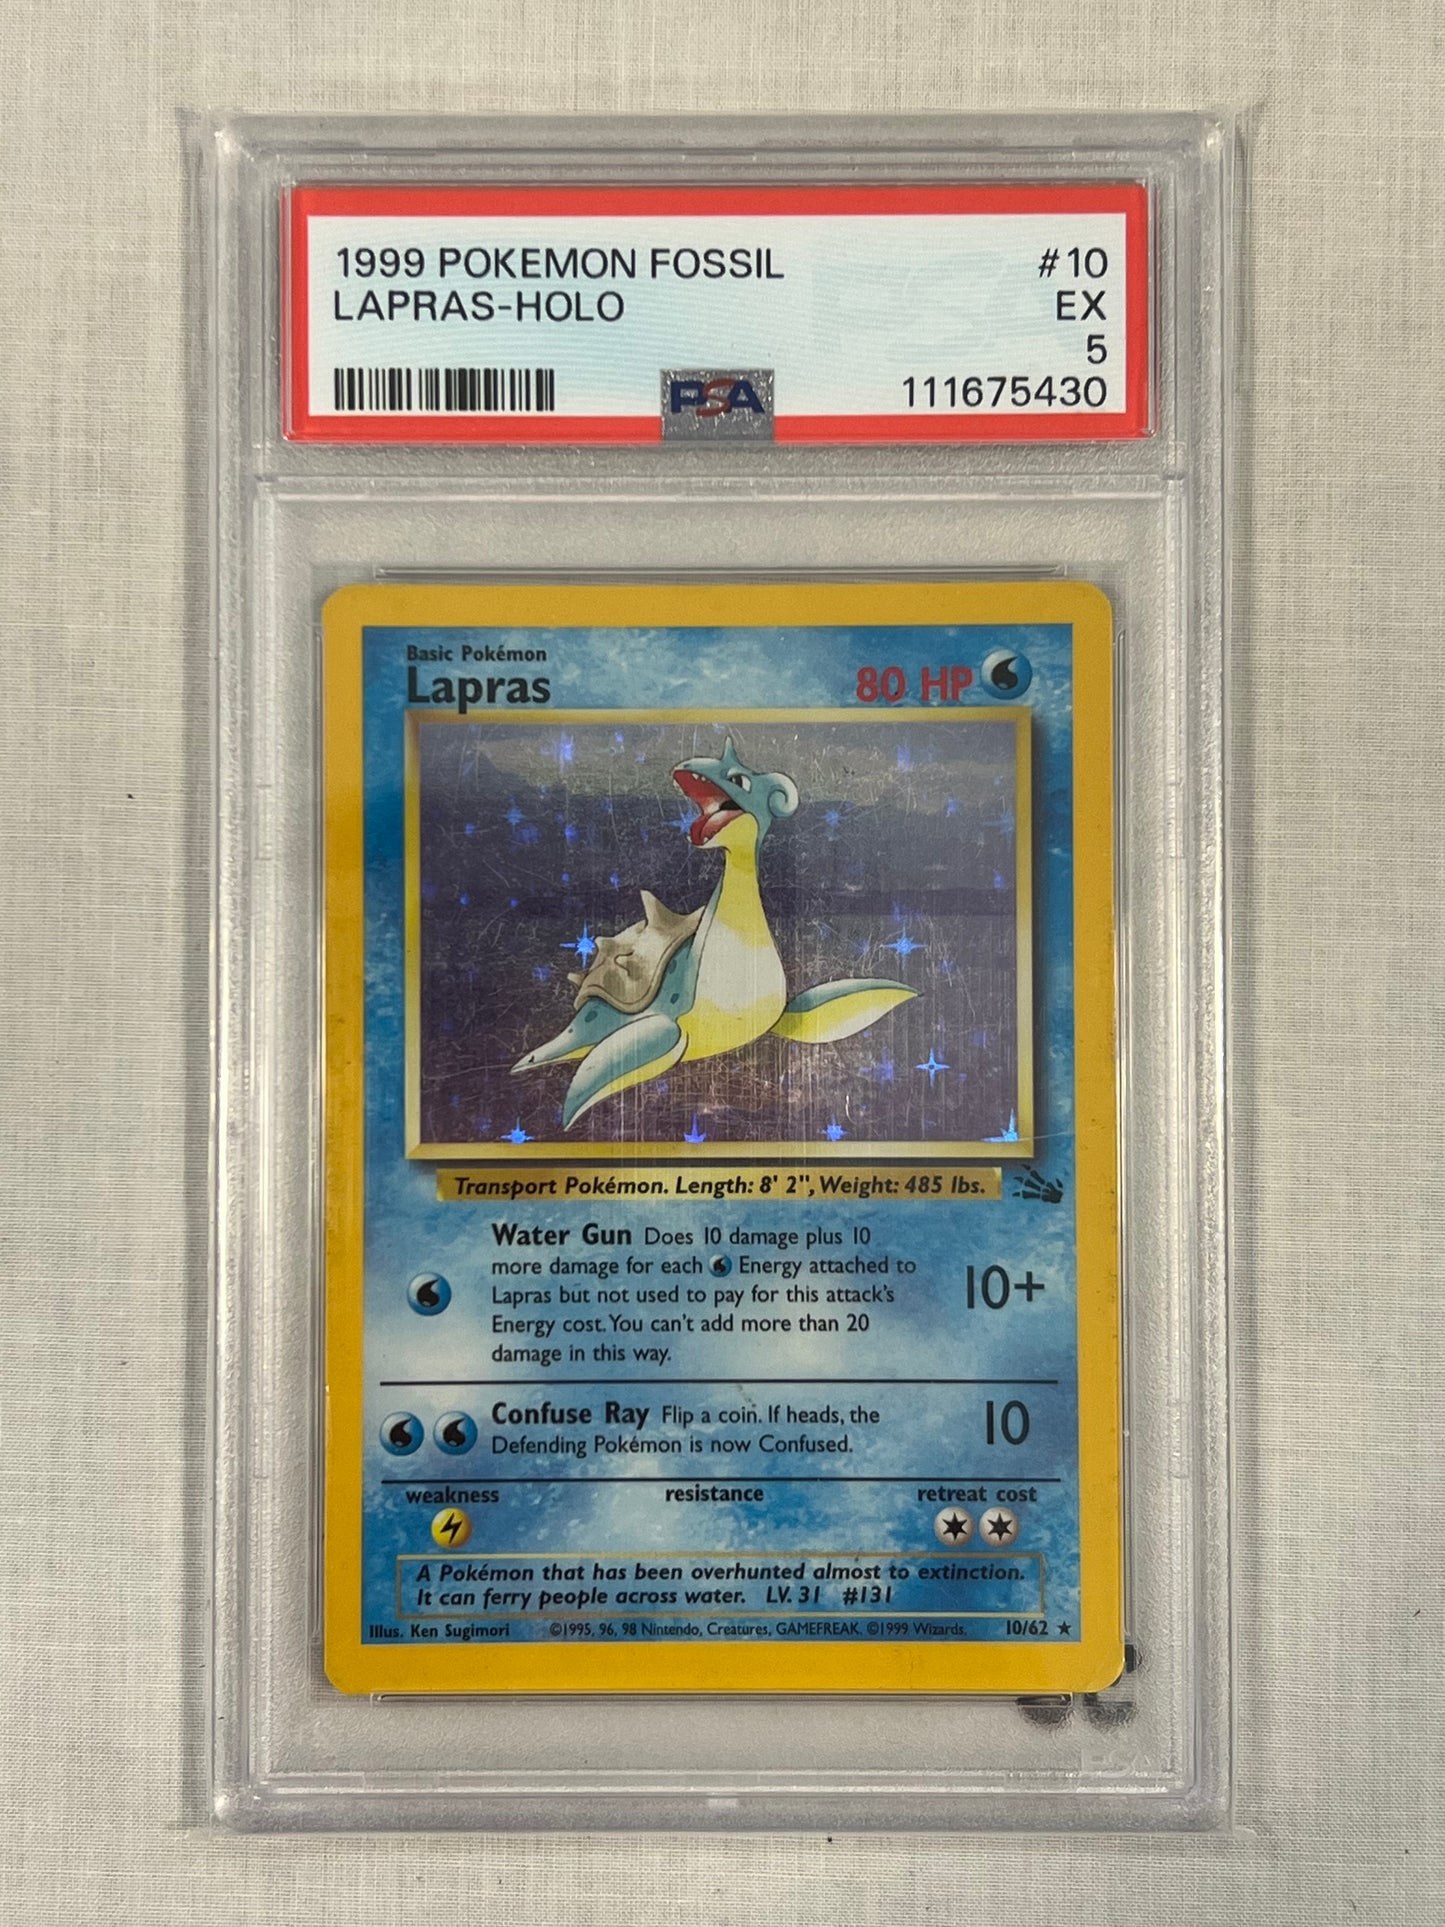 1999 POKEMON FOSSIL #10
LAPRAS-HOLO EX
5
PSA 111675430
Basic Pokémon
Lapras 80 HP
Transport Pokémon. Length: 8' 2", Weight: 485 lbs.
Water Gun Does 10 damage plus 10
more damage for each Energy attached to
Lapras but not used to pay for this attack's
Energy cost. You can't add more than 20
damage in this way.
10+
Confuse Ray Flip a coin. If heads, the
Defending Pokémon is now Confused.
10
weakness resistance retreat cost
A Pokémon that has been overhunted almost to extinction.
It can ferry people across water. LV. 31 #131
Illus. Ken Sugimori ©1995, 96, 98 Nintendo, Creatures, GAMEFREAK. ©1999 Wizards. 10/62 ★
PSA